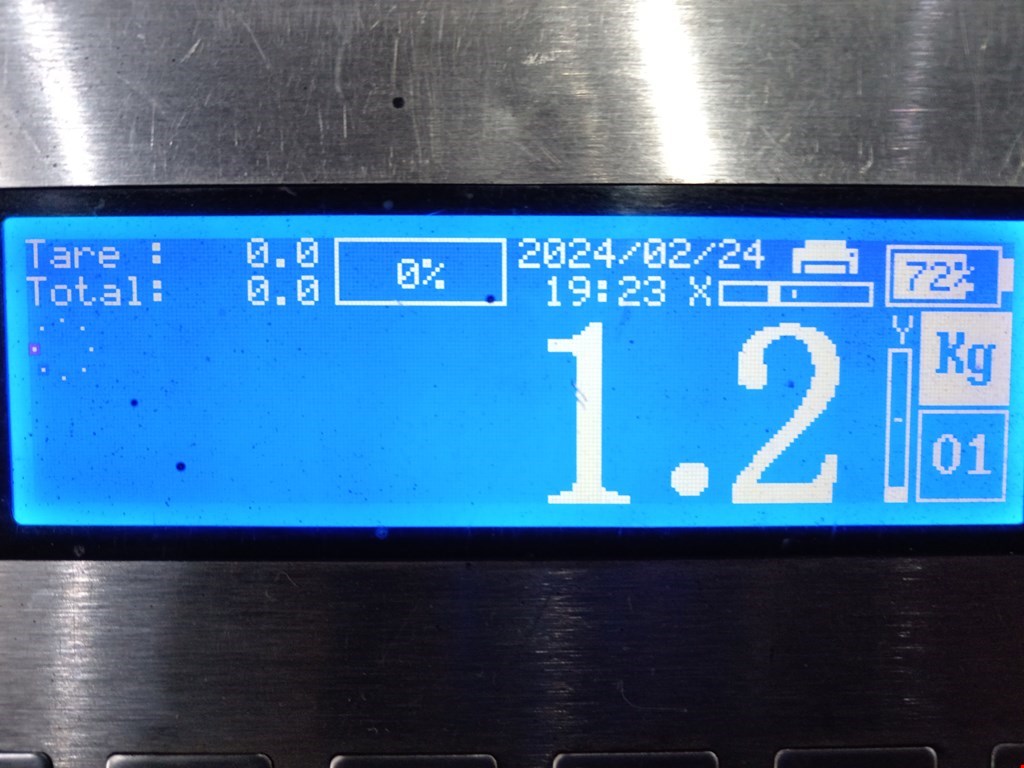 Tare : 0.0 0% 2024/02/24 72%
Total: 0.0 19:23 X
Y Kg
1.2
01